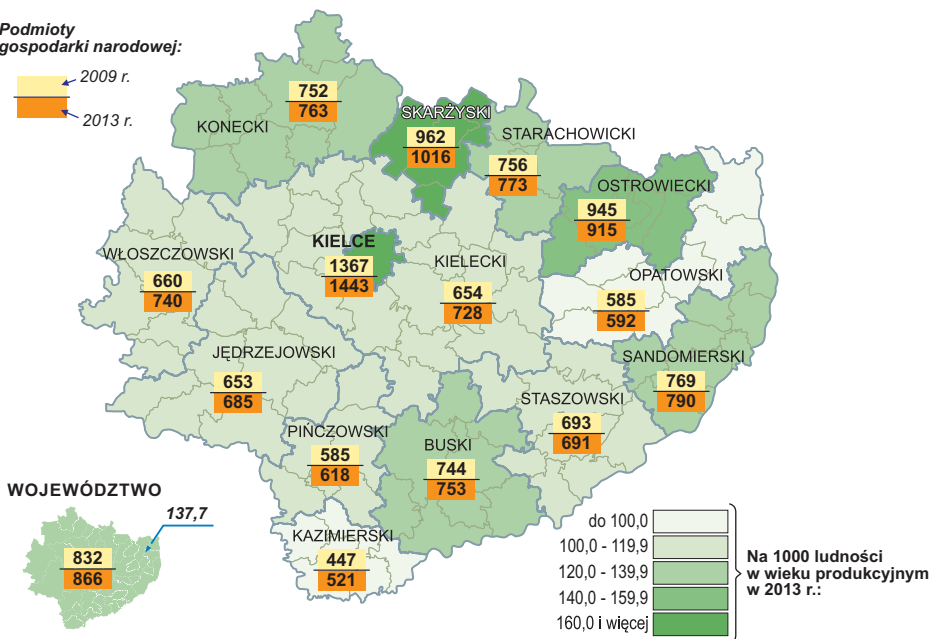 Podmioty
gospodarki narodowej:
2009 r.
2013 r.
KONECKI
752
763
SKARŻYSKI
962
1016
STARACHOWICKI
756
773
OSTROWIECKI
945
915
WŁOSZCZOWSKI
660
740
KIELCE
1367
1443
KIELECKI
654
728
OPATOWSKI
585
592
JĘDRZEJOWSKI
653
685
SANDOMIERSKI
769
790
STASZOWSKI
693
691
PIŃCZOWSKI
585
618
BUSKI
744
753
KAZIMIERSKI
447
521
WOJEWÓDZTWO
137,7
832
866
do 100,0
100,0 - 119,9
120,0 - 139,9
140,0 - 159,9
160,0 i więcej
Na 1000 ludności
w wieku produkcyjnym
w 2013 r.: